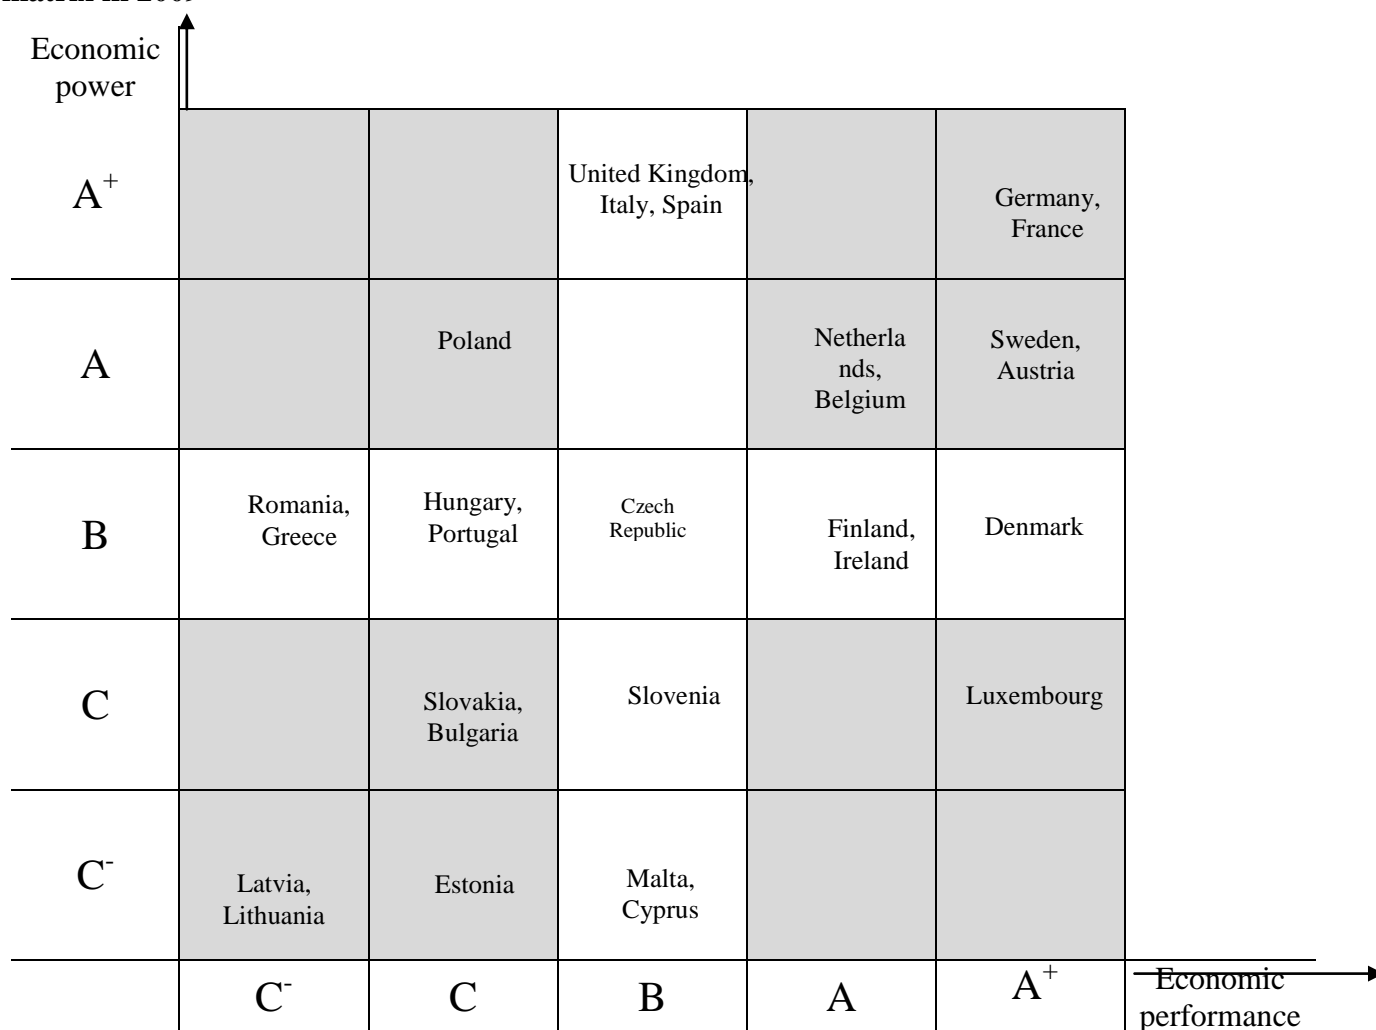 Economic
power
A+
United Kingdom,
Italy, Spain
Germany,
France
A
Poland
Netherla
nds,
Belgium
Sweden,
Austria
B
Romania,
Greece
Hungary,
Portugal
Czech
Republic
Finland,
Ireland
Denmark
C
Slovakia,
Bulgaria
Slovenia
Luxembourg
C-
Latvia,
Lithuania
Estonia
Malta,
Cyprus
C-
C
B
A
A+
Economic
performance